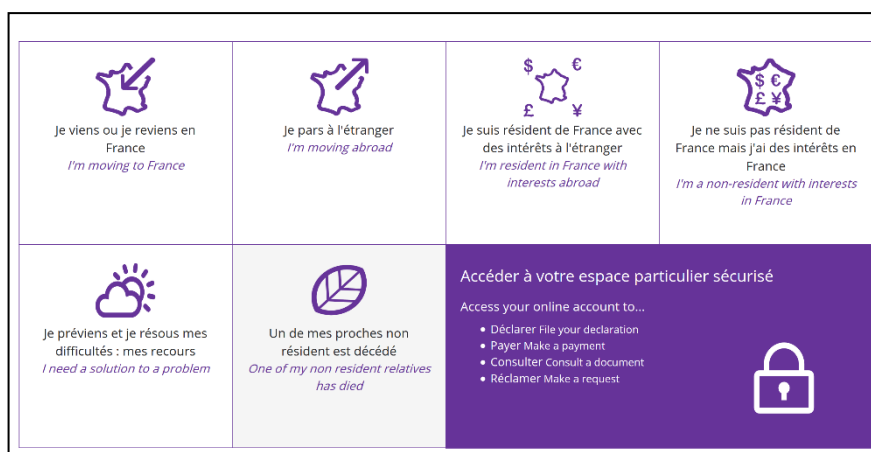 Je viens ou je reviens en
France
I'm moving to France
Je pars à l'étranger
I'm moving abroad
$ €
£ ¥
Je suis résident de France avec
des intérêts à l'étranger
I'm resident in France with
interests abroad
$ €
£ ¥
Je ne suis pas résident de
France mais j'ai des intérêts en
France
I'm a non-resident with interests
in France
Je préviens et je résous mes
difficultés : mes recours
I need a solution to a problem
Un de mes proches non
résident est décédé
One of my non resident relatives
has died
Accéder à votre espace particulier sécurisé
Access your online account to...
• Déclarer File your declaration
• Payer Make a payment
• Consulter Consult a document
• Réclamer Make a request